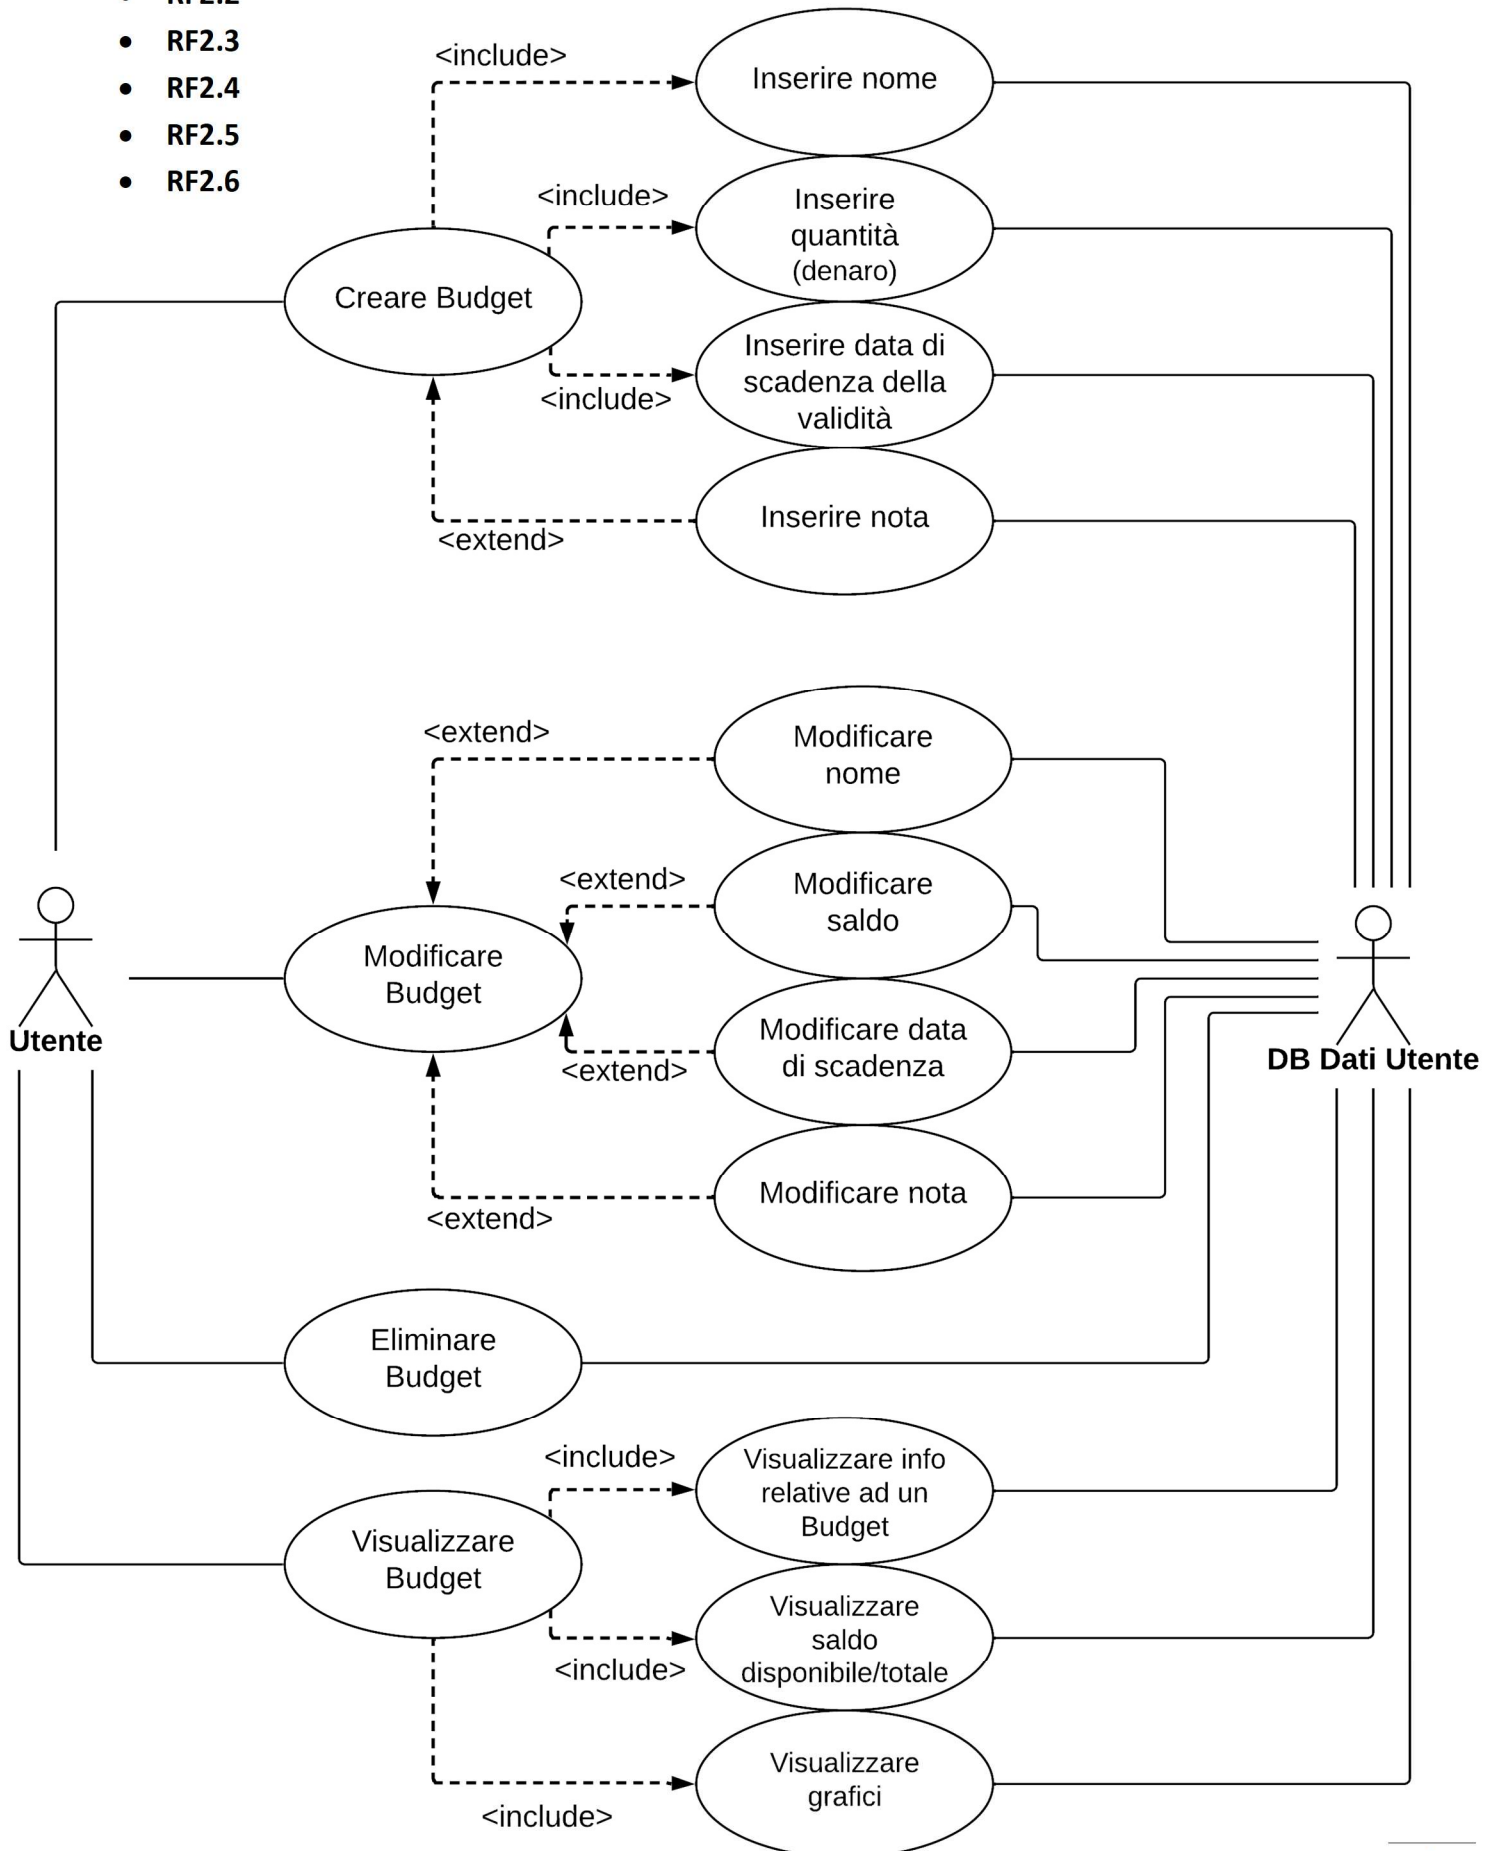 RF2.2
• RF2.3
• RF2.4
• RF2.5
• RF2.6
<include>
Inserire nome
<include>
Inserire
quantità
(denaro)
Creare Budget
Inserire data di
scadenza della
validità
<include>
Inserire nota
<extend>
<extend>
Modificare
nome
<extend>
Modificare
saldo
Modificare
Budget
Utente
Modificare data
di scadenza
<extend>
DB Dati Utente
Modificare nota
<extend>
Eliminare
Budget
<include>
Visualizzare info
relative ad un
Budget
Visualizzare
Budget
Visualizzare
saldo
disponibile/totale
<include>
Visualizzare
grafici
<include>